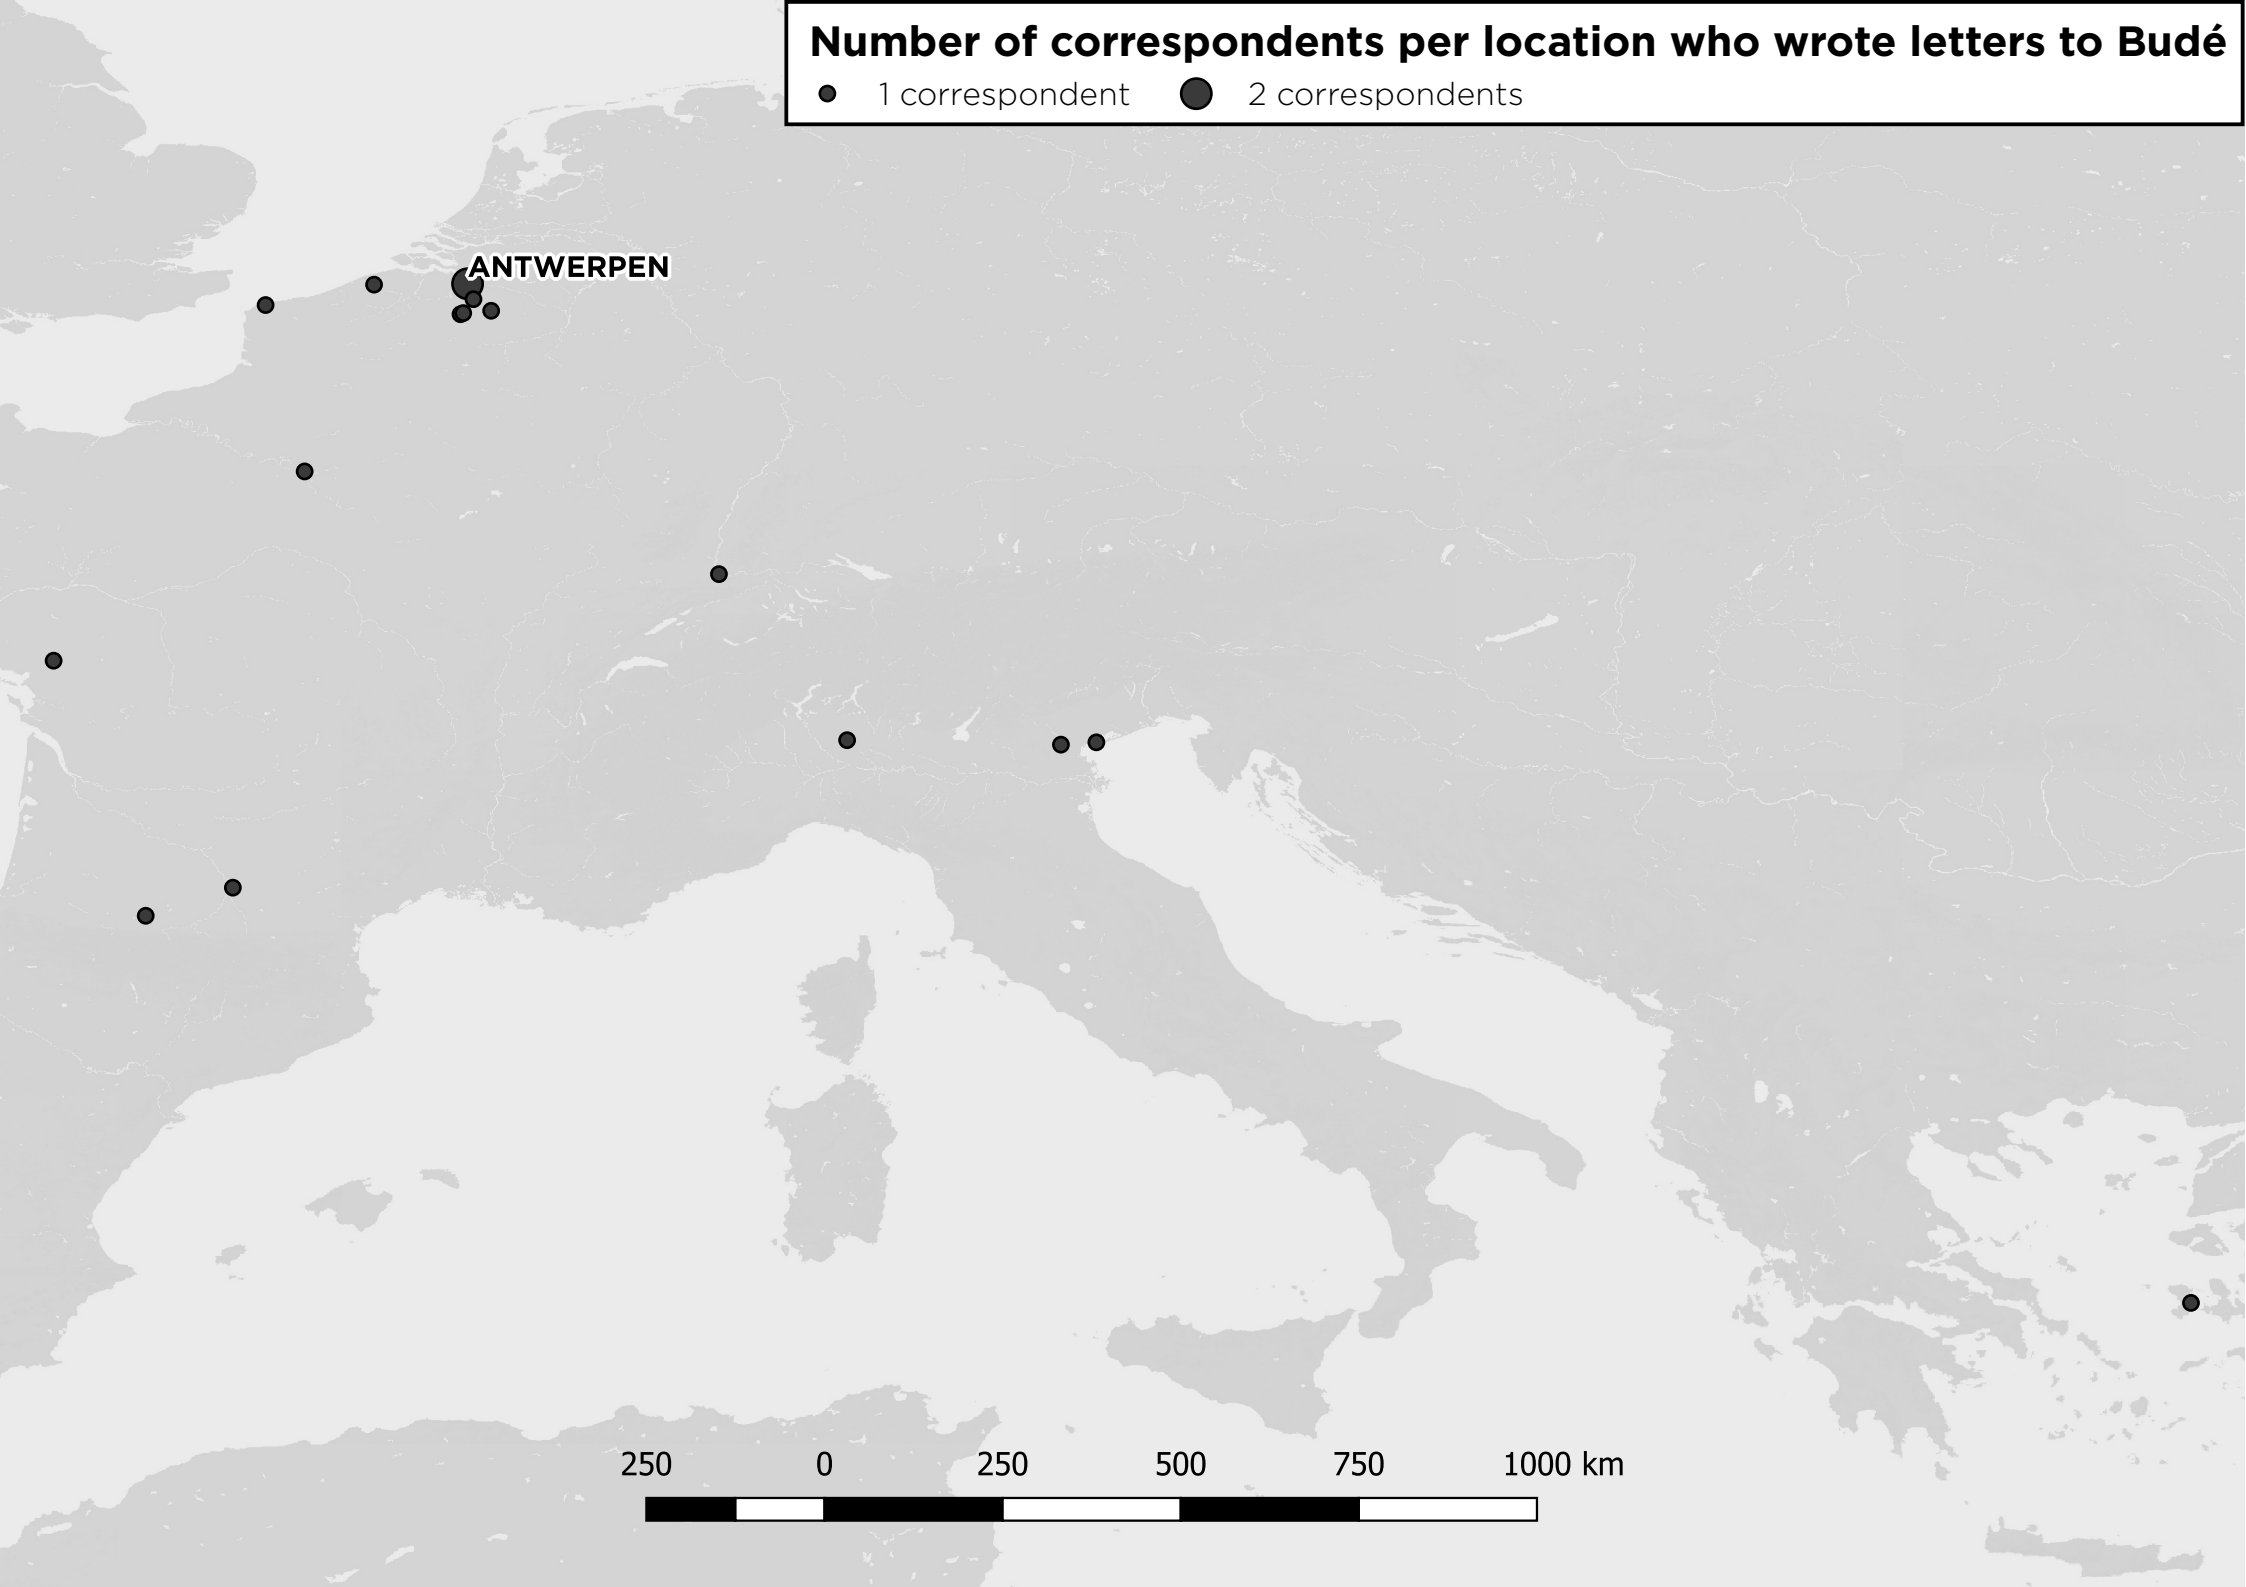 Number of correspondents per location who wrote letters to Budé
1 correspondent 2 correspondents
ANTWERPEN
250 0 250 500 750 1000 km